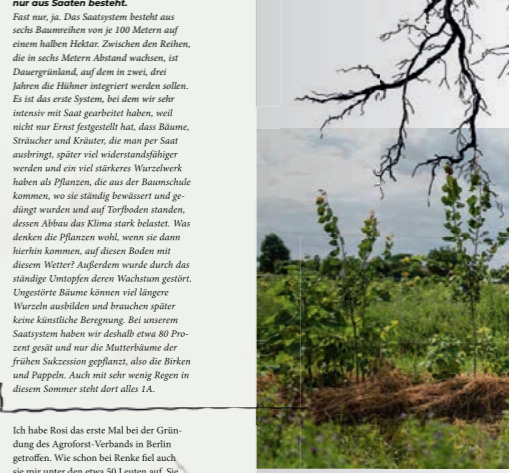 nur aus Saaten besteht.
Fast nur, ja. Das Saatsystem besteht aus
sechs Baumreihen von je 100 Metern auf
einem halben Hektar. Zwischen den Reihen,
die in sechs Metern Abstand wachsen, ist
Dauergrünland, auf dem in zwei, drei
Jahren die Hühner integriert werden sollen.
Es ist das erste System, bei dem wir sehr
intensiv mit Saat gearbeitet haben, weil
nicht nur Ernst festgestellt hat, dass Bäume,
Sträucher und Kräuter, die man per Saat
ausbringt, später viel widerstandsfähiger
werden und ein viel stärkeres Wurzelwerk
haben als Pflanzen, die aus der Baumschule
kommen, wo sie ständig bewässert und ge-
düngt wurden und auf Torfboden standen,
dessen Abbau das Klima stark belastet. Was
denken die Pflanzen wohl, wenn sie dann
hierhin kommen, auf diesen Boden mit
diesem Wetter? Außerdem wurde durch das
ständige Umtopfen deren Wachstum gestört.
Ungestörte Bäume können viel längere
Wurzeln ausbilden und brauchen später
keine künstliche Beregnung. Bei unserem
Saatsystem haben wir deshalb etwa 80 Pro-
zent gesät und nur die Mutterbäume der
frühen Sukzession gepflanzt, also die Birken
und Pappeln. Auch mit sehr wenig Regen in
diesem Sommer steht dort alles 1A.
Ich habe Rosi das erste Mal bei der Grün-
dung des Agroforst-Verbands in Berlin
getroffen. Wie schon bei Renke fiel auch
sie mir unter den etwa 50 Leuten auf. Sie